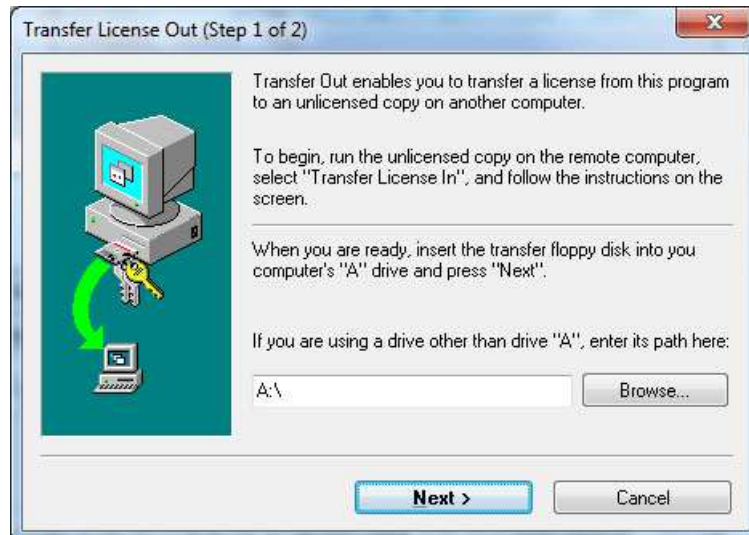 Transfer License Out (Step 1 of 2)
Transfer Out enables you to transfer a license from this program
to an unlicensed copy on another computer.
To begin, run the unlicensed copy on the remote computer,
select "Transfer License In", and follow the instructions on the
screen.
When you are ready, insert the transfer floppy disk into you
computer's "A" drive and press "Next".
If you are using a drive other than drive "A", enter its path here:
A:\
Browse...
Next >
Cancel